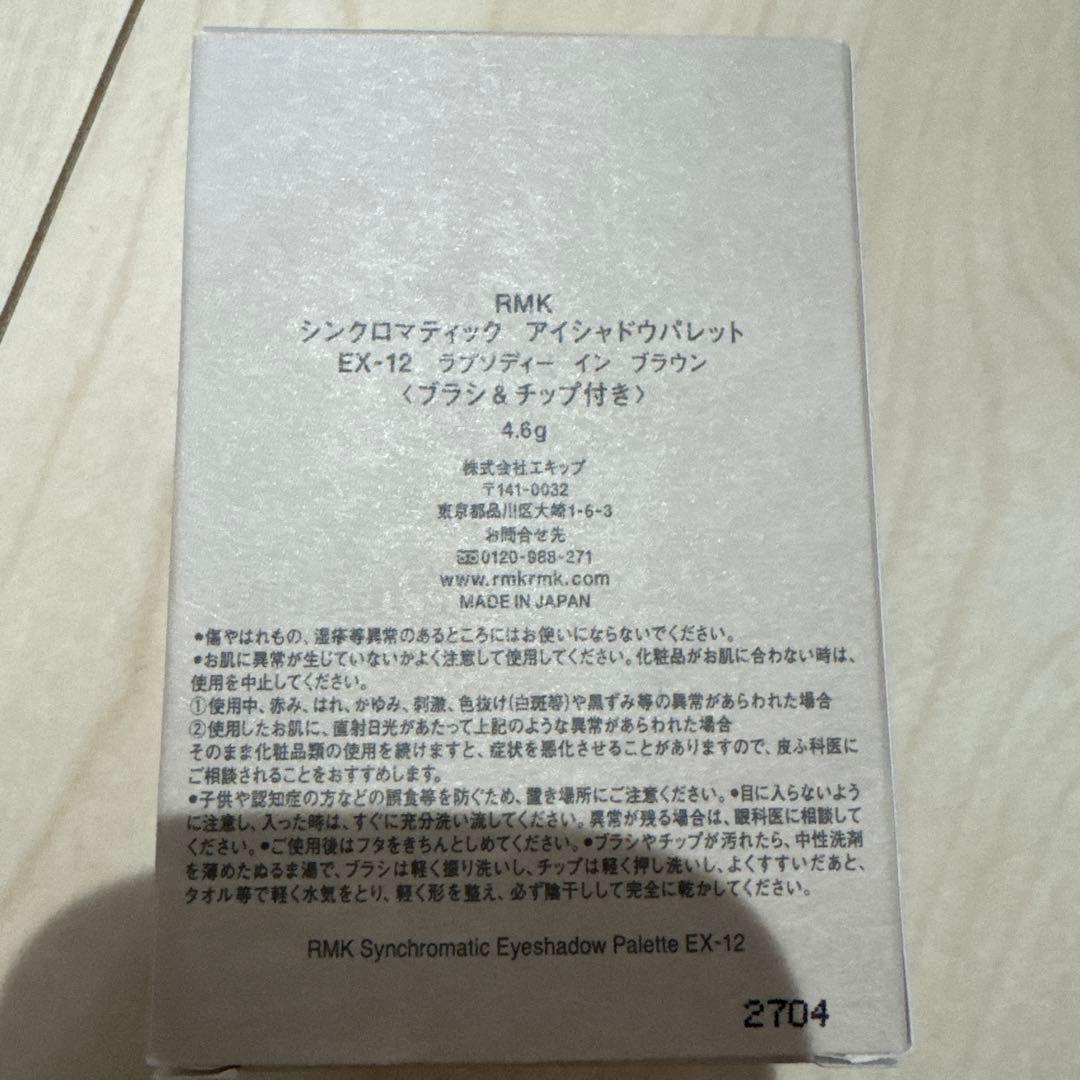 RMK
シンクロマティック アイシャドウパレット
EX-12 ラプソディー イン ブラウン
〈ブラシ&チップ付き〉
4.6g
株式会社エキップ
〒141-0032
東京都品川区大崎1-6-3
お問合せ先
0120-988-271
www.rmkrmk.com
MADE IN JAPAN
●傷やはれもの、湿疹等異常のあるところにはお使いにならないでください。
●お肌に異常が生じていないかよく注意して使用してください。化粧品がお肌に合わない時は、
使用を中止してください。
①使用中、赤み、はれ、かゆみ、刺激、色抜け(白斑等)や黒ずみ等の異常があらわれた場合
②使用したお肌に、直射日光があたって上記のような異常があらわれた場合
そのまま化粧品類の使用を続けますと、症状を悪化させることがありますので、皮ふ科医に
ご相談されることをおすすめします。
●子供や認知症の方などの誤食等を防ぐため、置き場所にご注意ください。●目に入らないよう
に注意し、入った時は、すぐに充分洗い流してください。異常が残る場合は、眼科医に相談して
ください。●ご使用後はフタをきちんとしめてください。●ブラシやチップが汚れたら、中性洗剤
を薄めたぬるま湯で、ブラシは軽く振り洗いし、チップは軽く押し洗いし、よくすすいだあと、
タオル等で軽く水気をとり、軽く形を整え、必ず陰干しして完全に乾かしてください。
RMK Synchromatic Eyeshadow Palette EX-12
2704